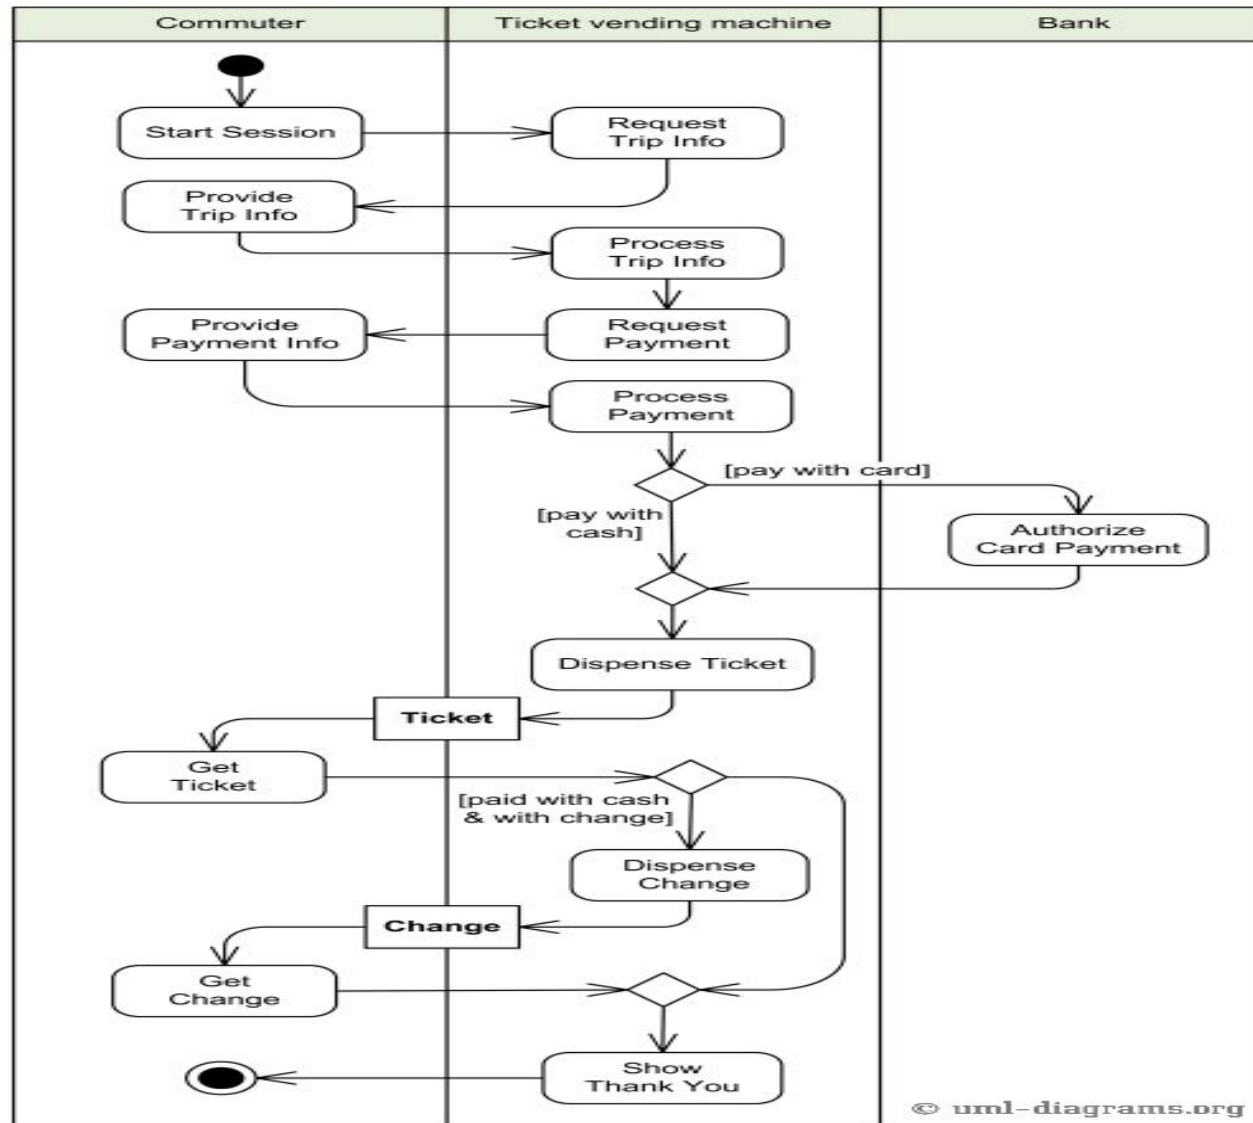 Commuter
Ticket vending machine
Bank
Start Session
Request
Trip Info
Provide
Trip Info
Process
Trip Info
Provide
Payment Info
Request
Payment
Process
Payment
[pay with card]
[pay with
cash]
Authorize
Card Payment
Dispense Ticket
Ticket
Get
Ticket
[paid with cash
& with change]
Dispense
Change
Change
Get
Change
Show
Thank You
© uml-diagrams.org